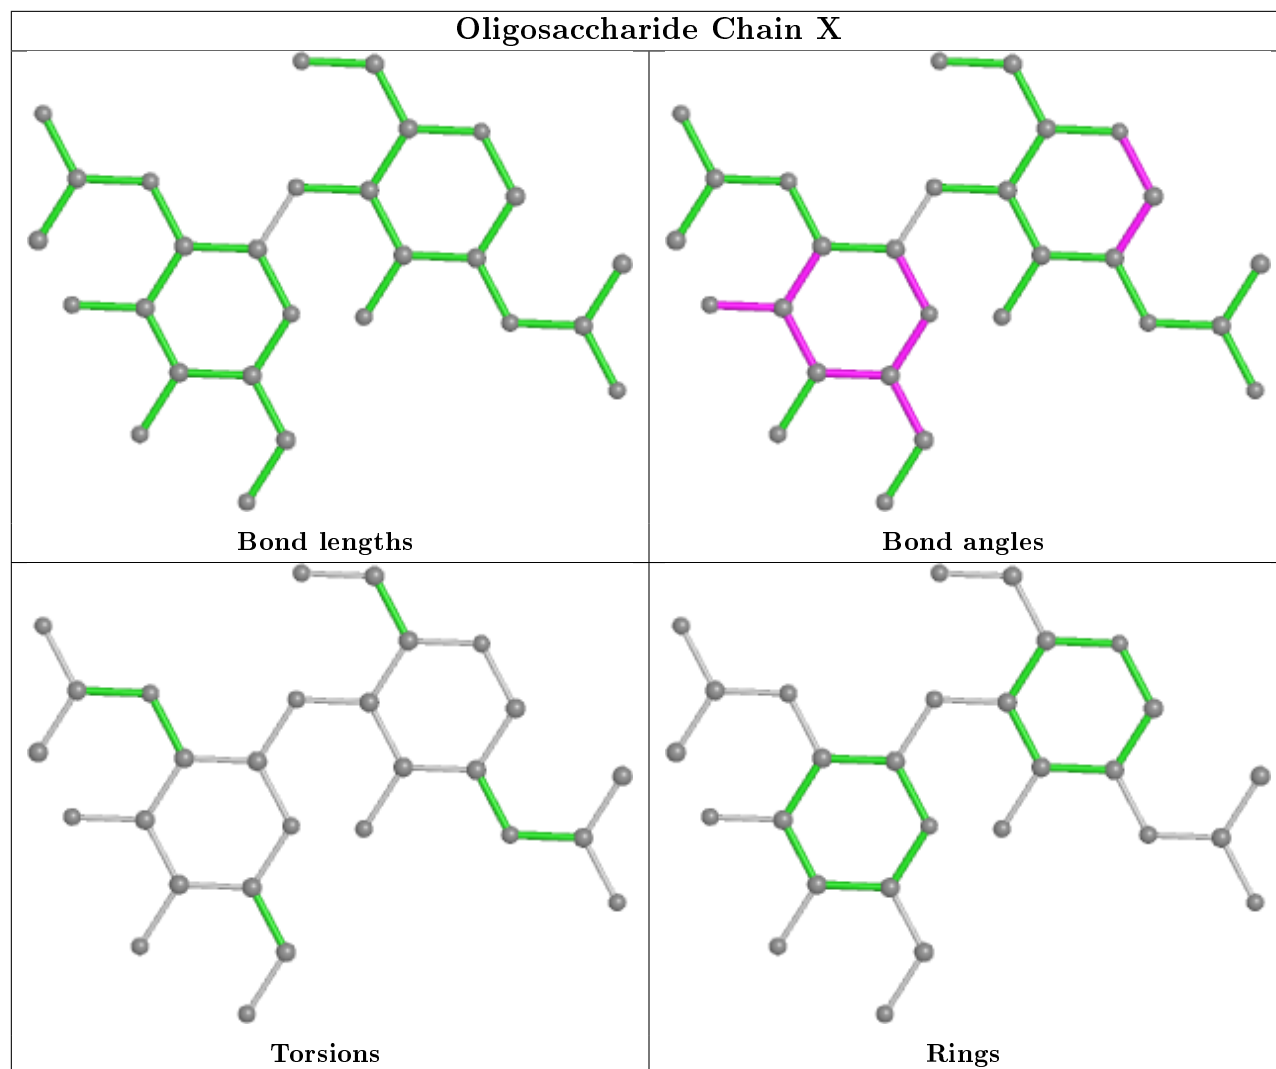 Oligosaccharide Chain X
Bond lengths
Bond angles
Torsions
Rings